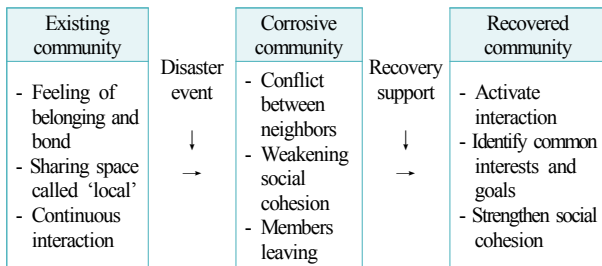 Existing
community
- Feeling of
belonging and
bond
- Sharing space
called ‘local’
- Continuous
interaction
Disaster
event
↓
→
Corrosive
community
- Conflict
between
neighbors
- Weakening
social
cohesion
- Members
leaving
Recovery
support
↓
→
Recovered
community
- Activate
interaction
- Identify common
interests and
goals
- Strengthen social
cohesion